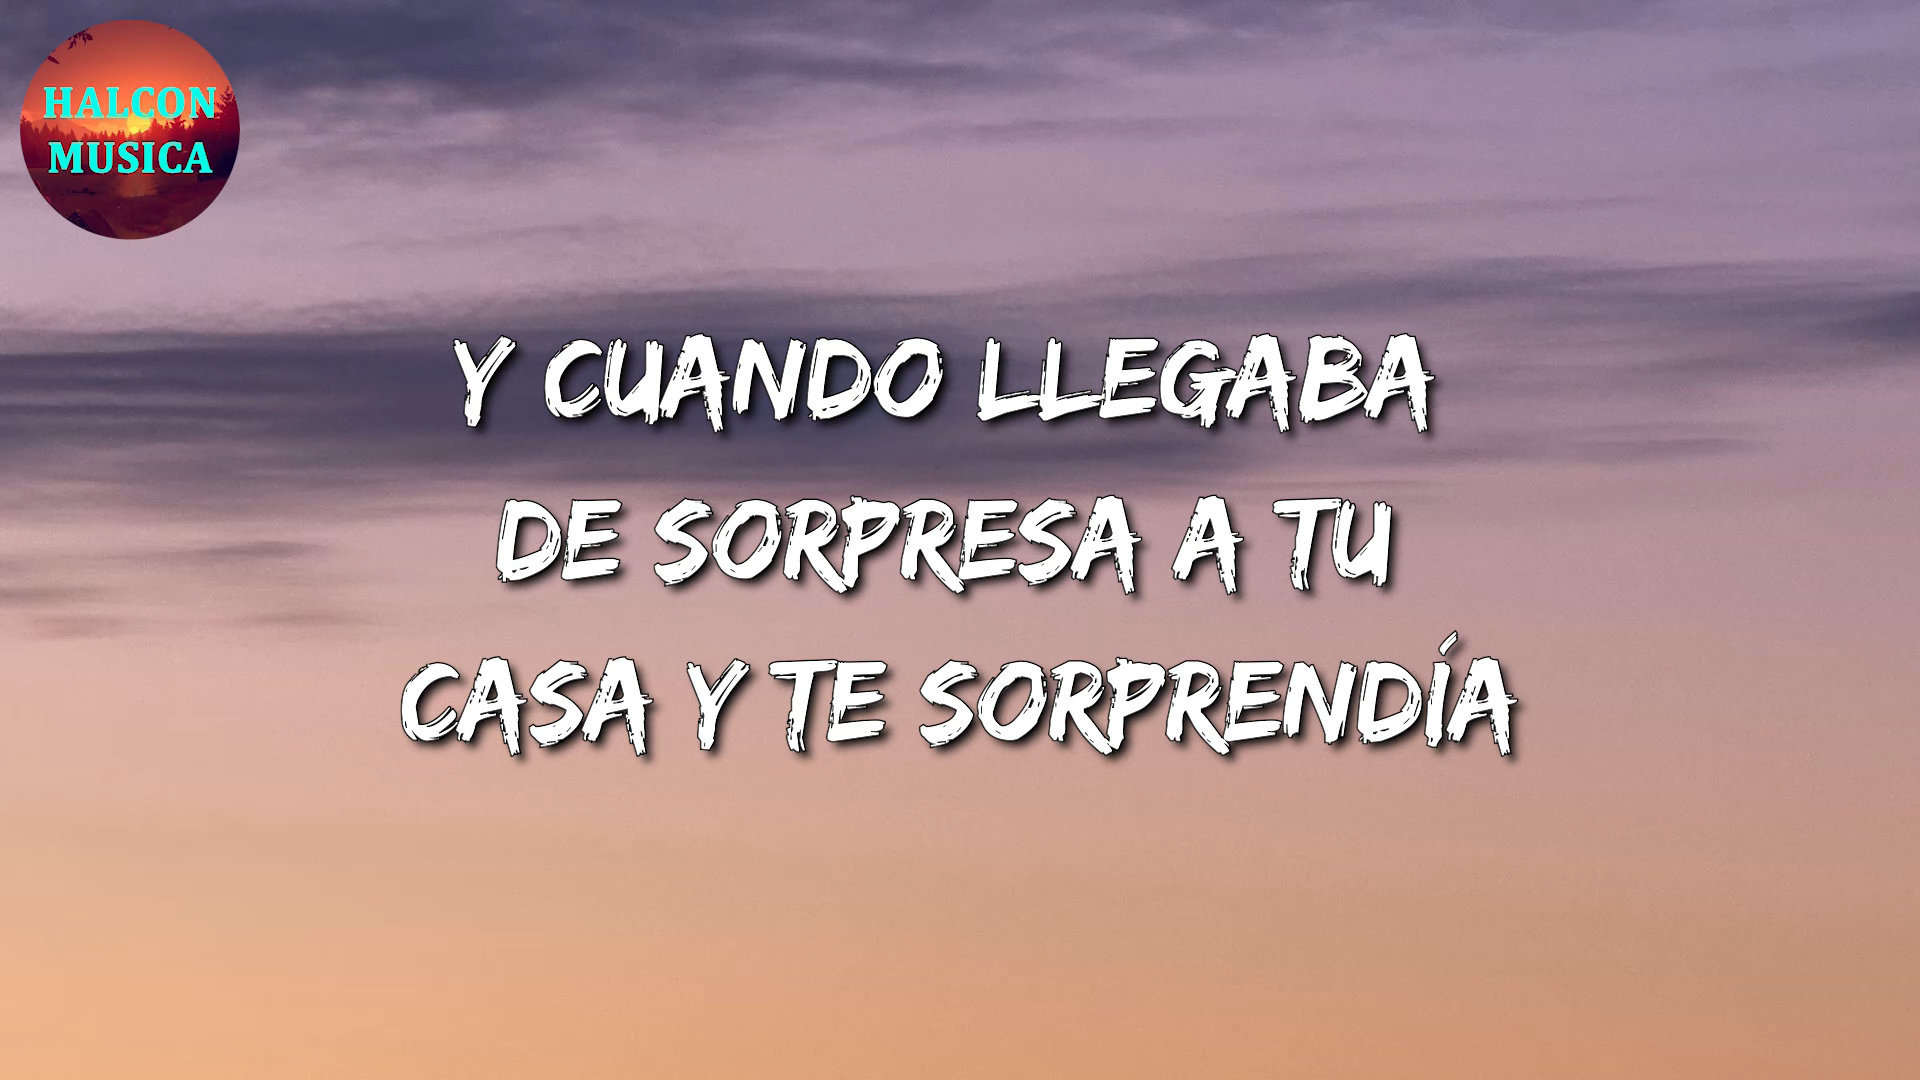 HALCON
MUSICA
Y CUANDO LLEGABA
DE SORPRESA A TU
CASA Y TE SORPRENDÍA